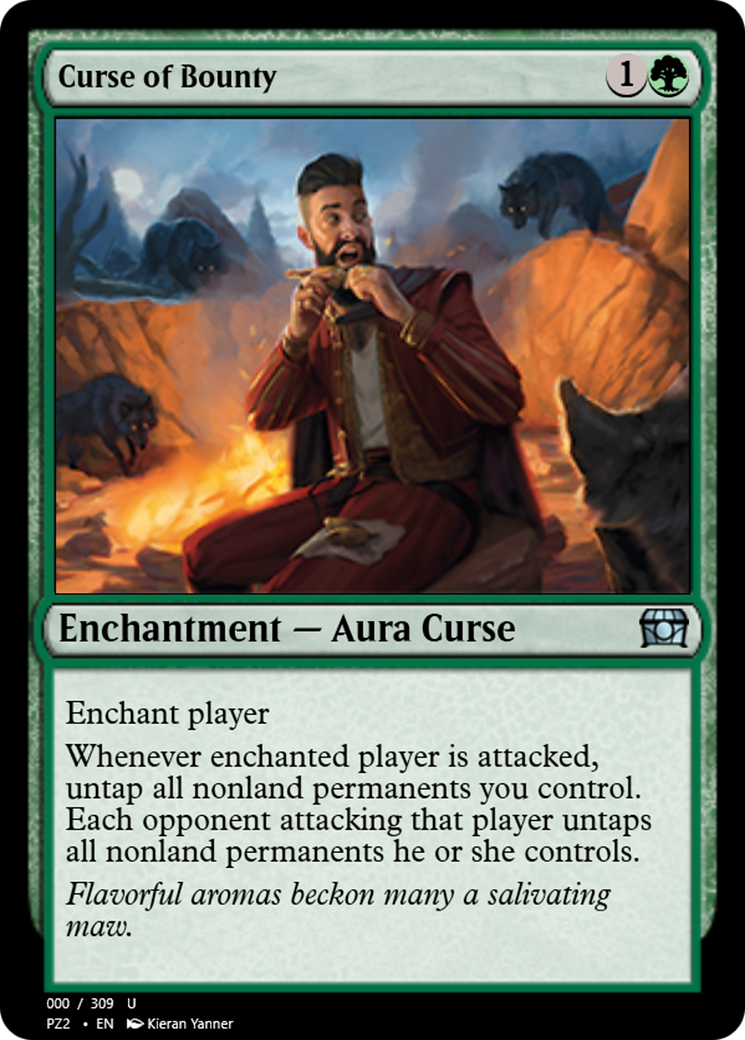 Curse of Bounty 1
Enchantment — Aura Curse
Enchant player
Whenever enchanted player is attacked,
untap all nonland permanents you control.
Each opponent attacking that player untaps
all nonland permanents he or she controls.
Flavorful aromas beckon many a salivating
maw.
000 / 309 U
PZ2 • EN Kieran Yanner